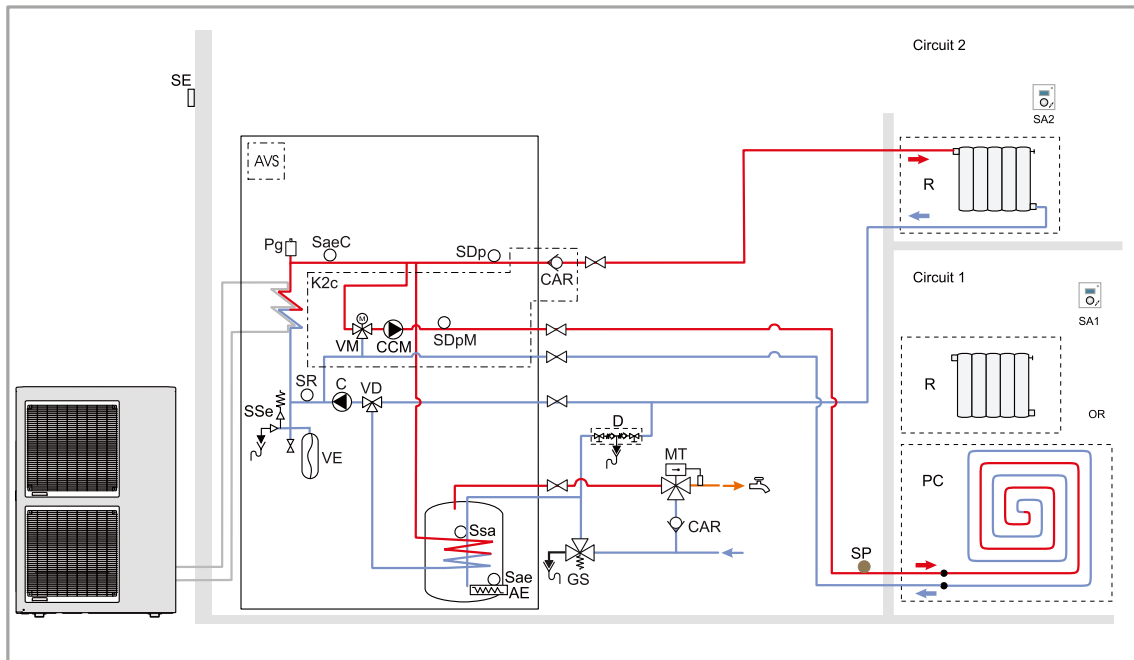 Circuit 2
SE
SA2
AVS
R
Pg
SaeC
SDp
CAR
K2c
Circuit 1
SA1
M
VM
CCM
SDpM
R
SR
C
VD
OR
SSe
D
VE
MT
PC
Ssa
CAR
SP
Sae
AE
GS